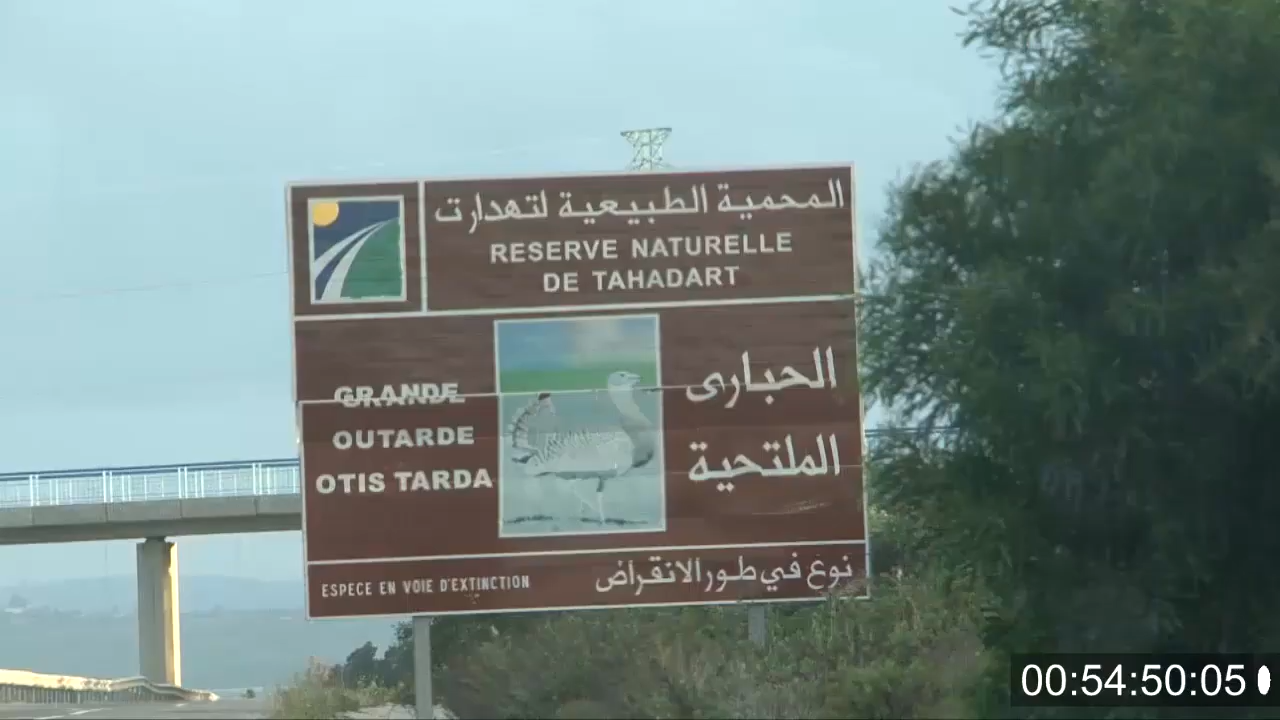 المحمية الطبيعية لتهدارت
RESERVE NATURELLE
DE TAHADART
GRANDE
OUTARDE
OTIS TARDA
الحبارى
الملتحية
ESPECE EN VOIE D'EXTINCTION
نوع في طور الانقراض
00:54:50:05